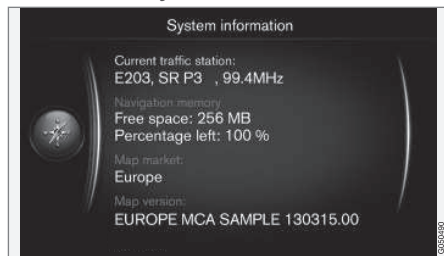 System information
Current traffic station:
E203, SR P3 , 99.4MHz
Navigation memory
Free space: 256 MB
Percentage left: 100 %
Map market:
Europe
Map version:
EUROPE MCA SAMPLE 130315.00
G050490